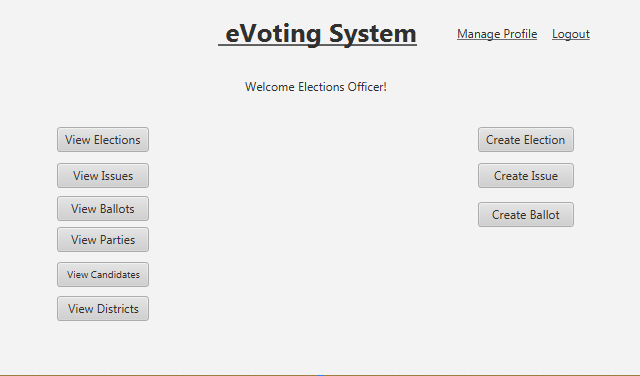 eVoting System
Manage Profile
Logout
Welcome Elections Officer!
View Elections
Create Election
View Issues
Create Issue
View Ballots
Create Ballot
View Parties
View Candidates
View Districts